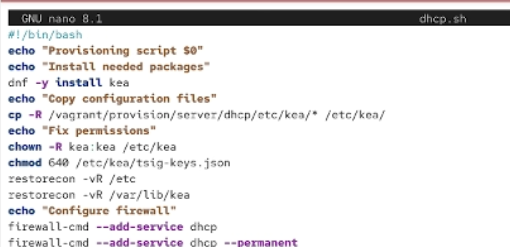 GNU nano 8.1 dhcp.sh
#!/bin/bash
echo "Provisioning script $0"
echo "Install needed packages"
dnf -y install kea
echo "Copy configuration files"
cp -R /vagrant/provision/server/dhcp/etc/kea/* /etc/kea/
echo "Fix permissions"
chown -R kea:kea /etc/kea
chmod 640 /etc/kea/tsig-keys.json
restorecon -vR /etc
restorecon -vR /var/lib/kea
echo "Configure firewall"
firewall-cmd --add-service dhcp
firewall-cmd --add-service dhcp --permanent